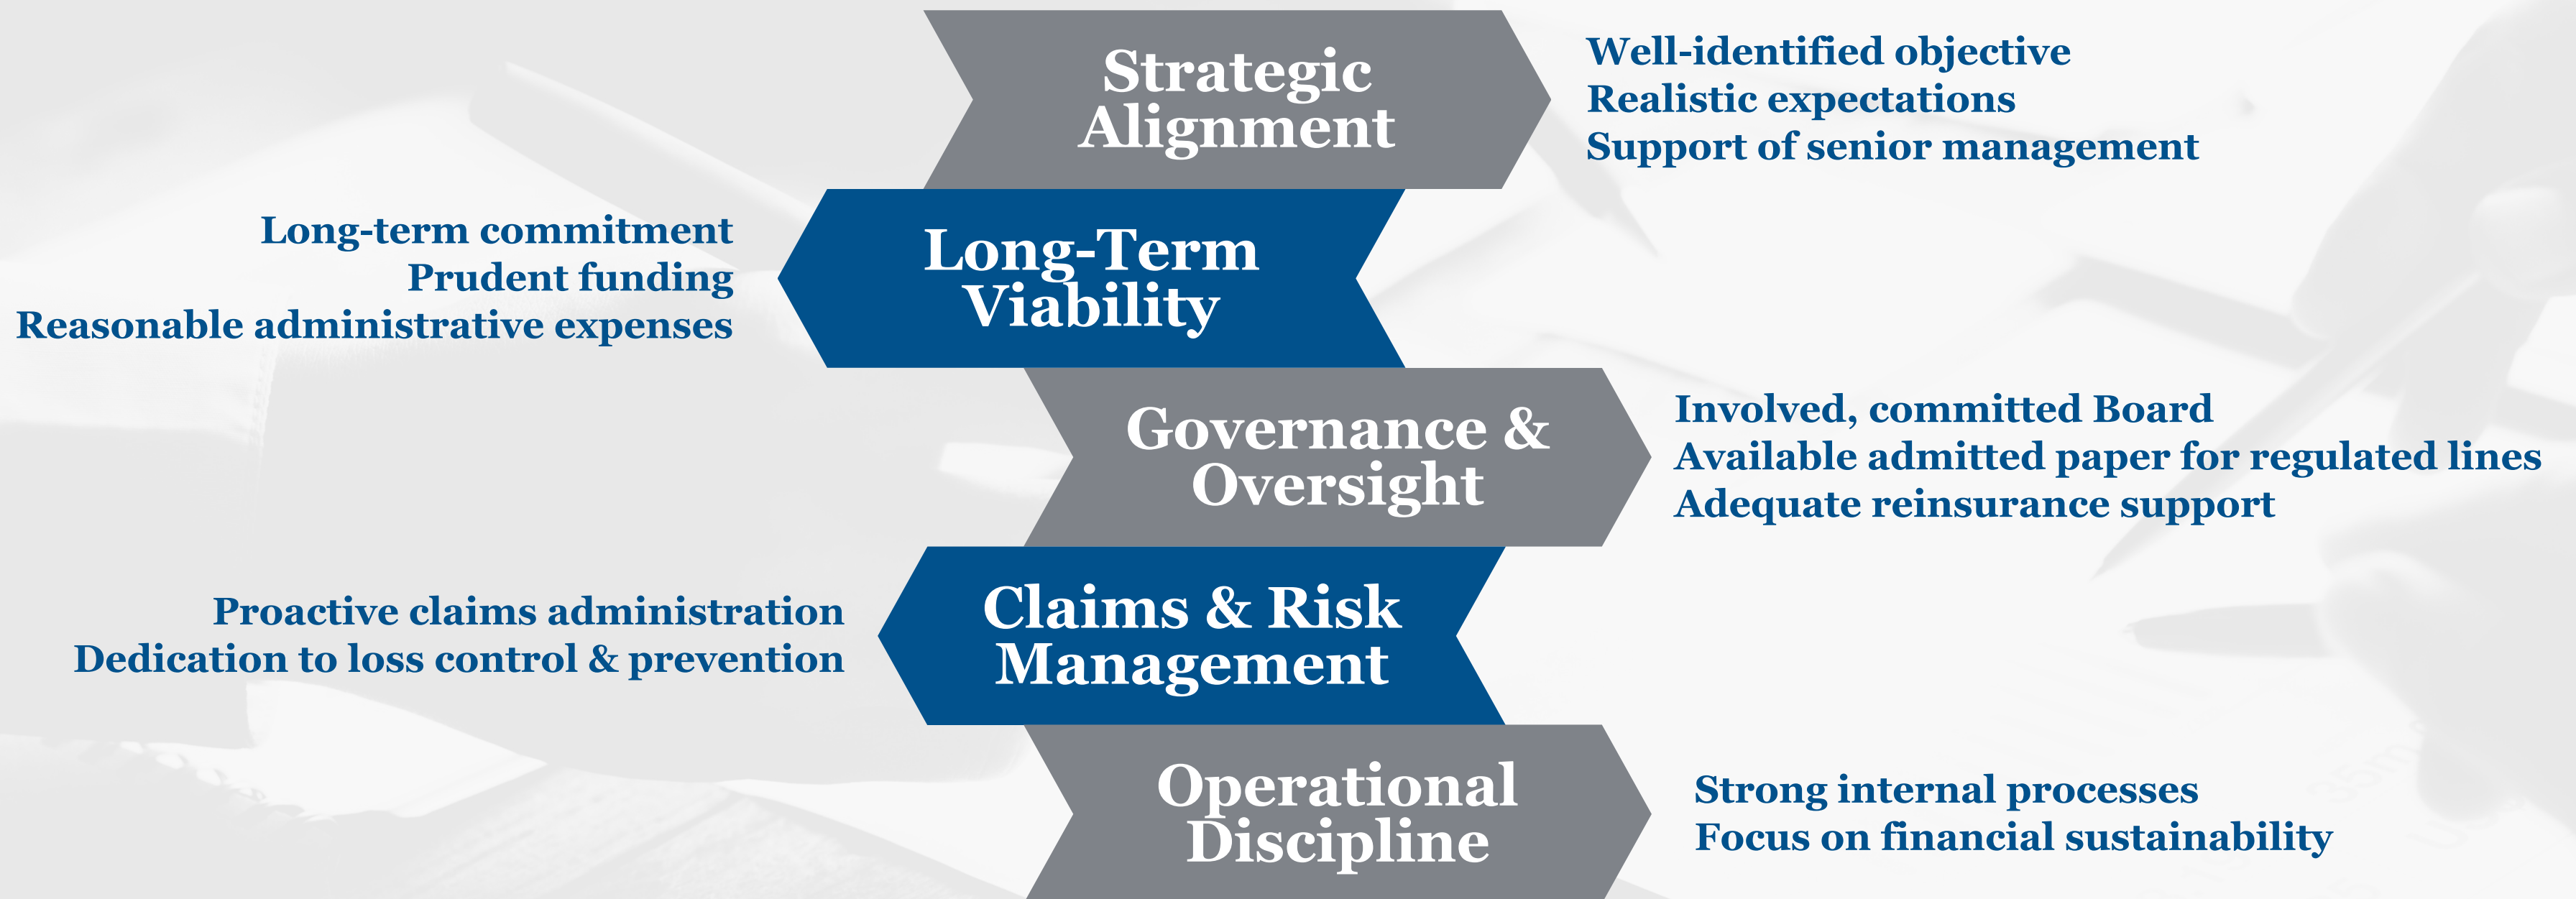 Strategic
Alignment
Well-identified objective
Realistic expectations
Support of senior management
Long-term commitment
Prudent funding
Reasonable administrative expenses
Long-Term
Viability
Governance &
Oversight
Involved, committed Board
Available admitted paper for regulated lines
Adequate reinsurance support
Proactive claims administration
Dedication to loss control & prevention
Claims & Risk
Management
Operational
Discipline
Strong internal processes
Focus on financial sustainability